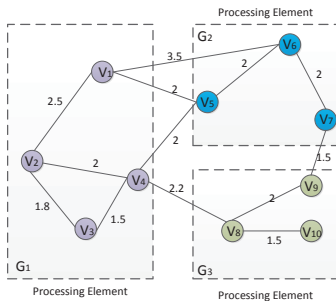 Processing Element
G2
V6
3.5
V1
2
2
2
V5
2.5
V7
2
1.5
V2
2
V4
2.2
V9
1.8
1.5
2
V3
V8
1.5
V10
G1
G3
Processing Element
Processing Element